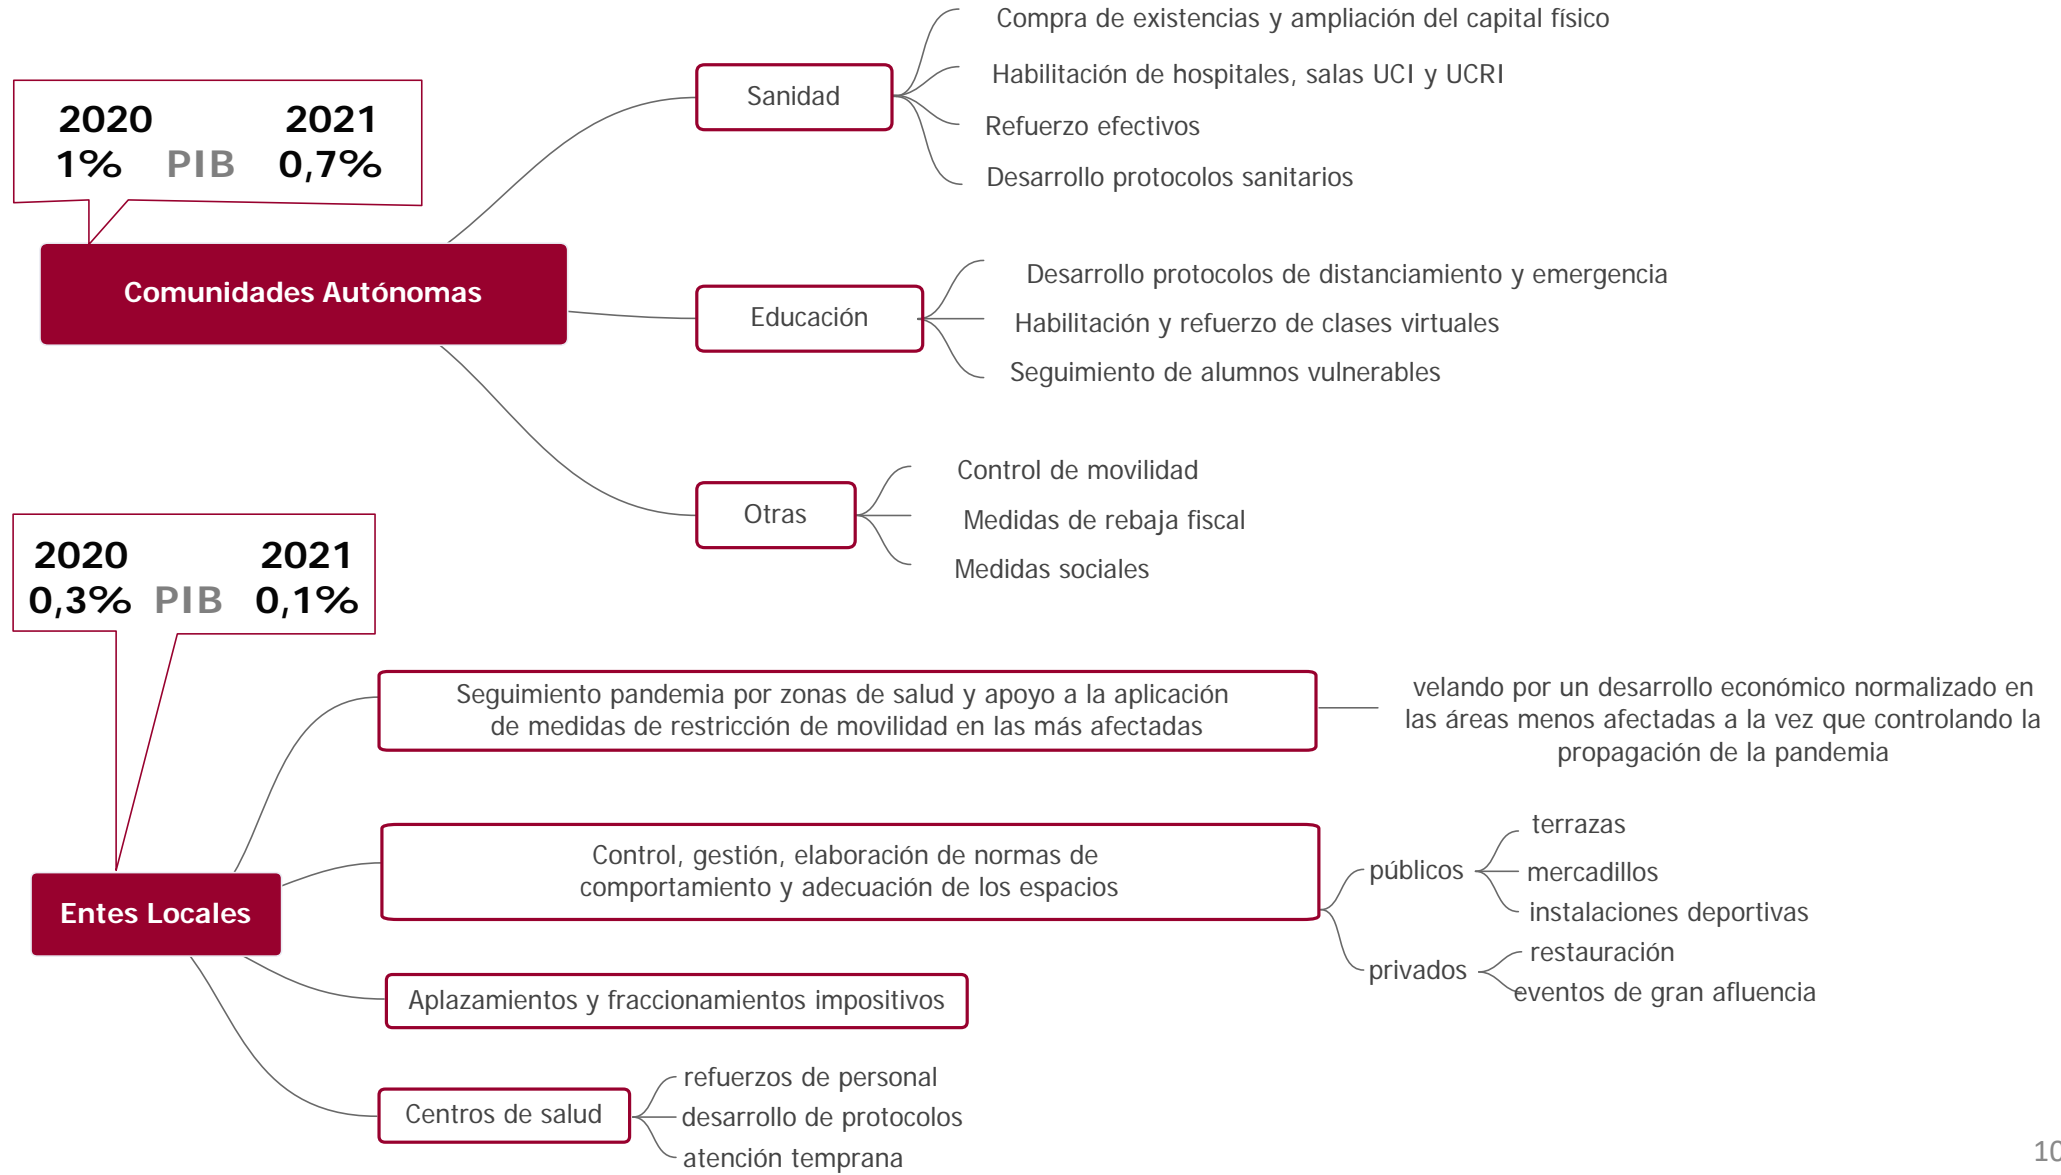 2020 2021
1% PIB 0,7%
Comunidades Autónomas
Sanidad
Compra de existencias y ampliación del capital físico
Habilitación de hospitales, salas UCI y UCRI
Refuerzo efectivos
Desarrollo protocolos sanitarios
Educación
Desarrollo protocolos de distanciamiento y emergencia
Habilitación y refuerzo de clases virtuales
Seguimiento de alumnos vulnerables
Otras
Control de movilidad
Medidas de rebaja fiscal
Medidas sociales
2020 2021
0,3% PIB 0,1%
Entes Locales
Seguimiento pandemia por zonas de salud y apoyo a la aplicación
de medidas de restricción de movilidad en las más afectadas
velando por un desarrollo económico normalizado en
las áreas menos afectadas a la vez que controlando la
propagación de la pandemia
Control, gestión, elaboración de normas de
comportamiento y adecuación de los espacios
públicos
terrazas
mercadillos
instalaciones deportivas
privados
restauración
eventos de gran afluencia
Aplazamientos y fraccionamientos impositivos
Centros de salud
refuerzos de personal
desarrollo de protocolos
atención temprana
10